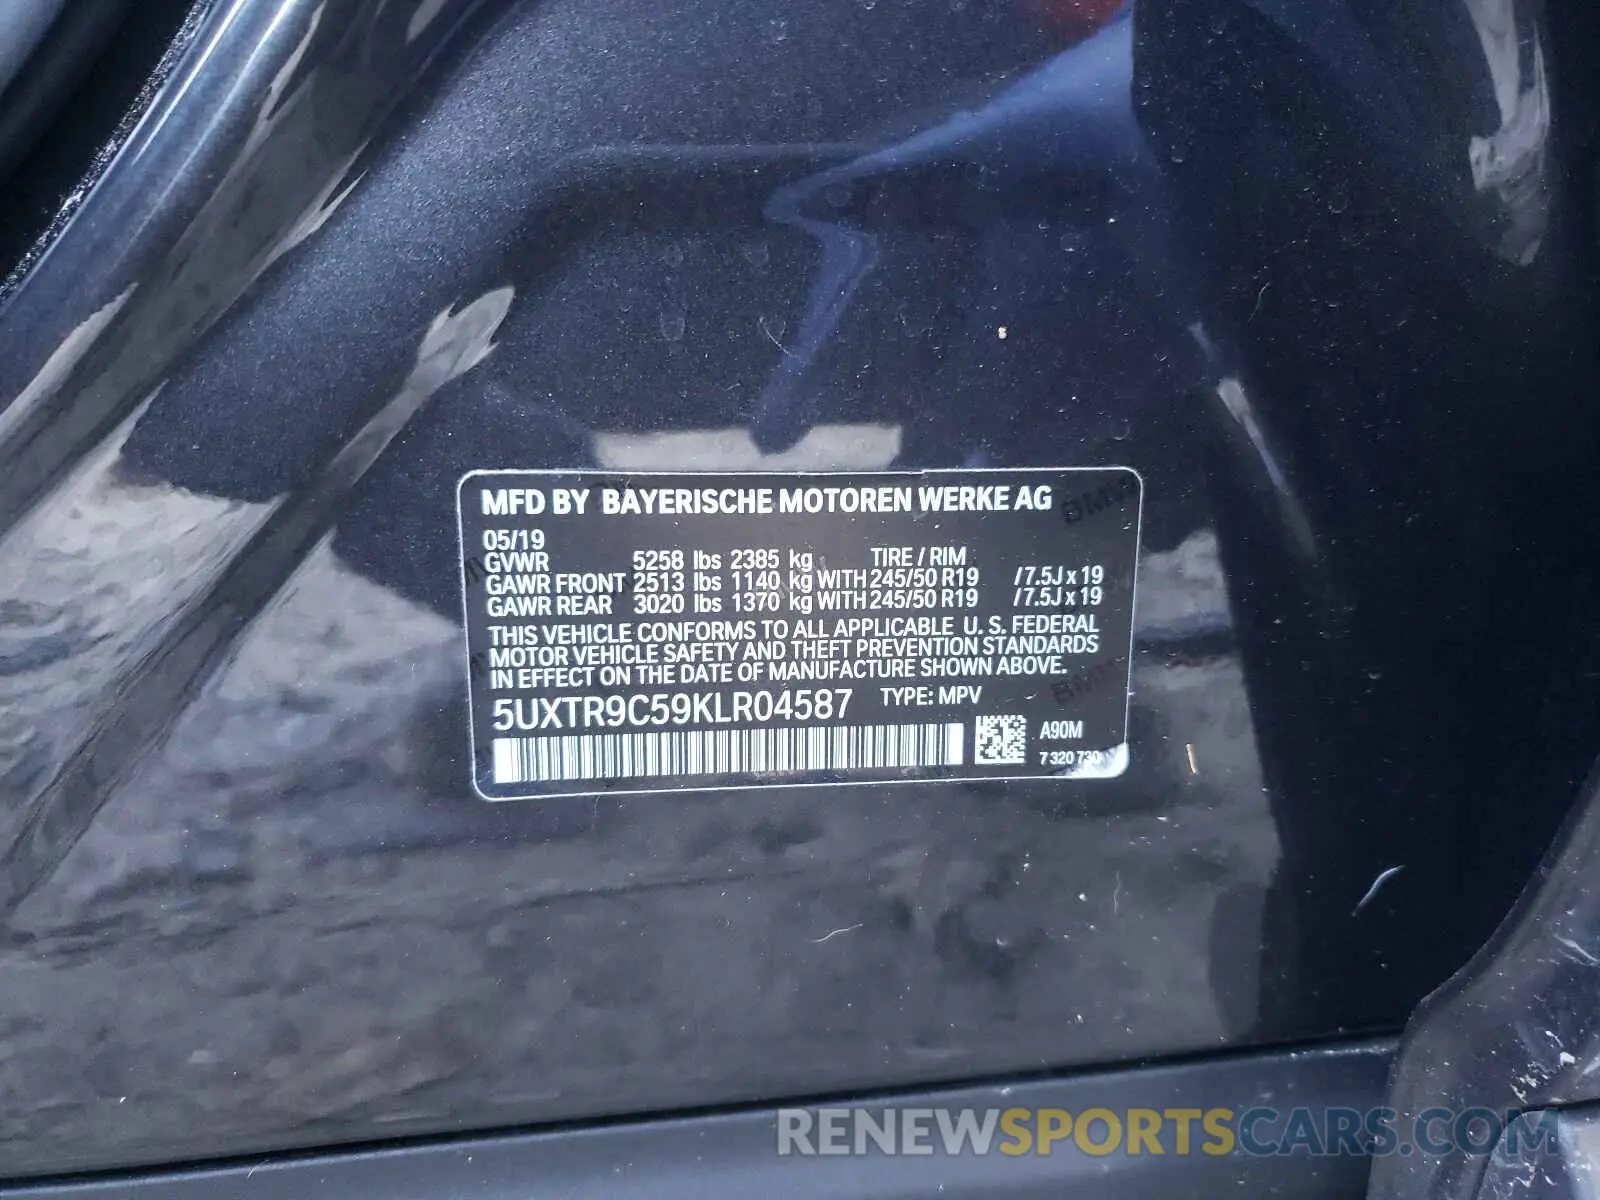 MFD BY BAYERISCHE MOTOREN WERKE AG
05/19
GVWR 5258 lbs 2385 kg TIRE / RIM
GAWR FRONT 2513 lbs 1140 kg WITH 245/50 R19 / 7.5J x 19
GAWR REAR 3020 lbs 1370 kg WITH 245/50 R19 / 7.5J x 19
THIS VEHICLE CONFORMS TO ALL APPLICABLE U. S. FEDERAL
MOTOR VEHICLE SAFETY AND THEFT PREVENTION STANDARDS
IN EFFECT ON THE DATE OF MANUFACTURE SHOWN ABOVE.
5UXTR9C59KLR04587 TYPE: MPV
A90M
7 320 730
RENEWSPORTSCARS.COM